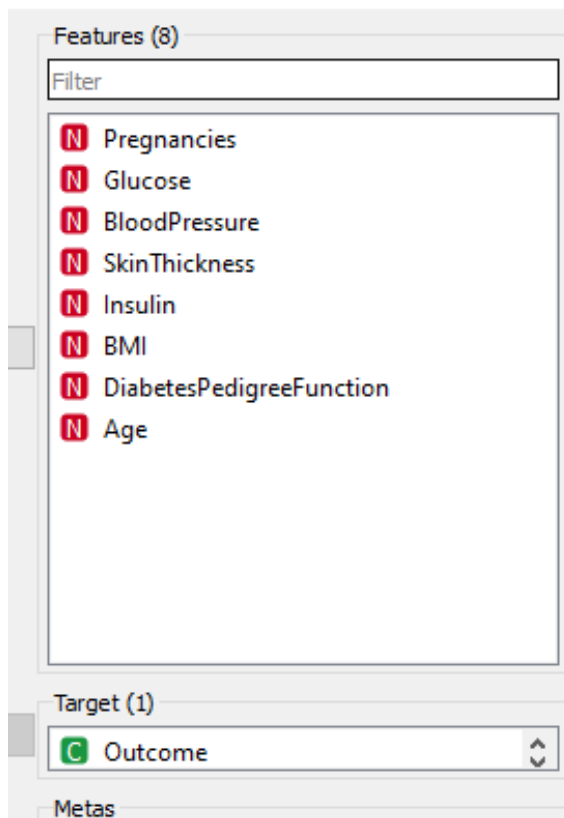 Features (8)
Filter
N Pregnancies
N Glucose
N BloodPressure
N SkinThickness
N Insulin
N BMI
N DiabetesPedigreeFunction
N Age
Target (1)
C Outcome
Metas